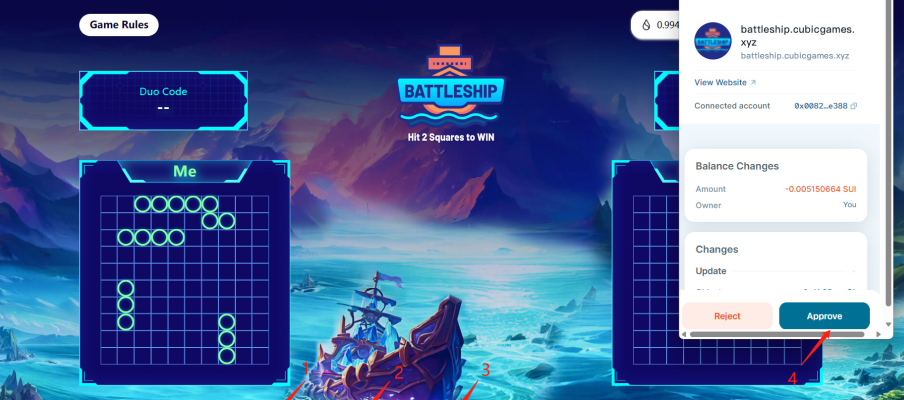 Game Rules
0.994
battleship.cubicgames.
xyz
battleship.cubicgames.xyz
View Website
Connected account 0x0082...e388
Duo Code
--
BATTLESHIP
Hit 2 Squares to WIN
Me
Balance Changes
Amount -0.005150664 SUI
Owner You
Changes
Update
Reject Approve
1 2 3 4